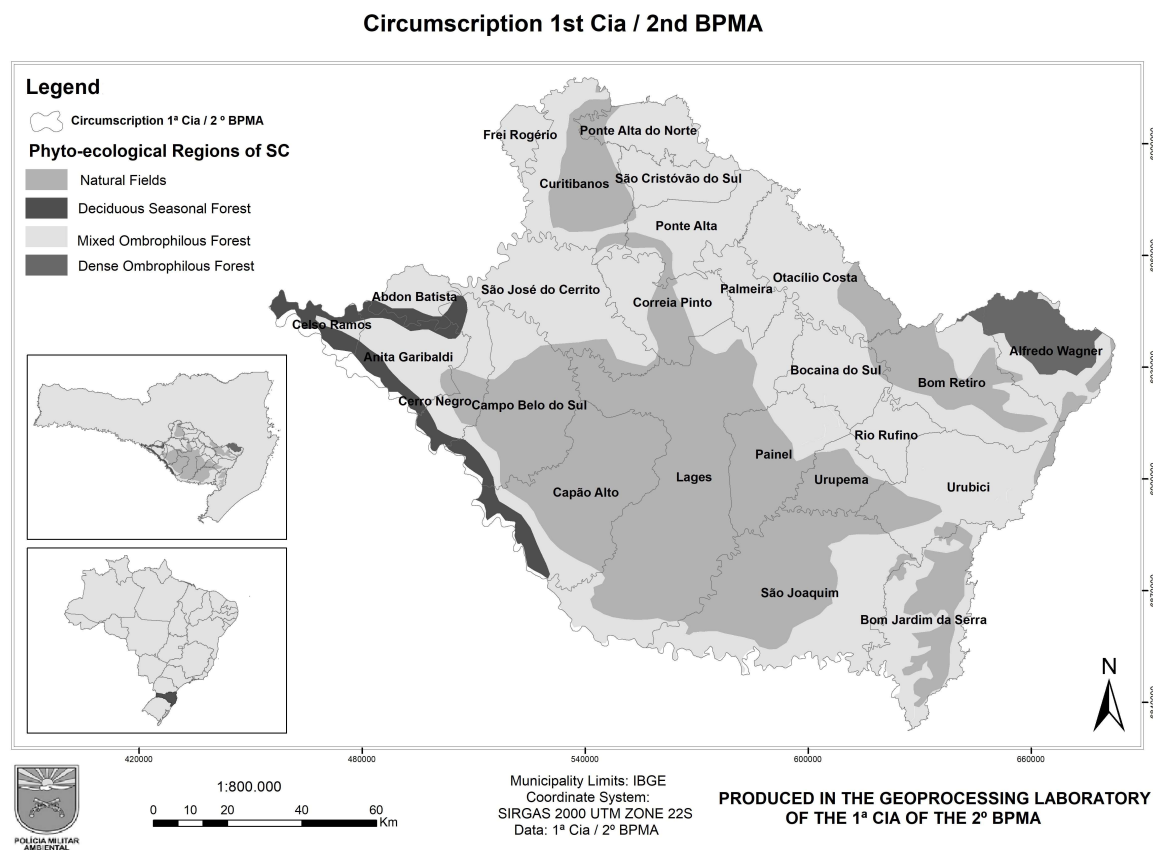 Circumscription 1st Cia / 2nd BPMA
Legend
Circumscription 1ª Cia / 2 º BPMA
Phyto-ecological Regions of SC
Natural Fields
Deciduous Seasonal Forest
Mixed Ombrophilous Forest
Dense Ombrophilous Forest
Frei Rogério
Ponte Alta do Norte
Curitibanos
São Cristóvão do Sul
Ponte Alta
Otacílio Costa
São José do Cerrito
Palmeira
Abdon Batista
Correia Pinto
Celso Ramos
Alfredo Wagner
Anita Garibaldi
Bocaina do Sul
Bom Retiro
Cerro Negro
Campo Belo do Sul
Rio Rufino
Painel
Lages
Urupema
Urubici
Capão Alto
São Joaquim
Bom Jardim da Serra
N
420000
480000
540000
600000
660000
POLÍCIA MILITAR
AMBIENTAL
1:800.000
0 10 20 40 60
Km
Municipality Limits: IBGE
Coordinate System:
SIRGAS 2000 UTM ZONE 22S
Data: 1ª Cia / 2º BPMA
PRODUCED IN THE GEOPROCESSING LABORATORY
OF THE 1ª CIA OF THE 2º BPMA